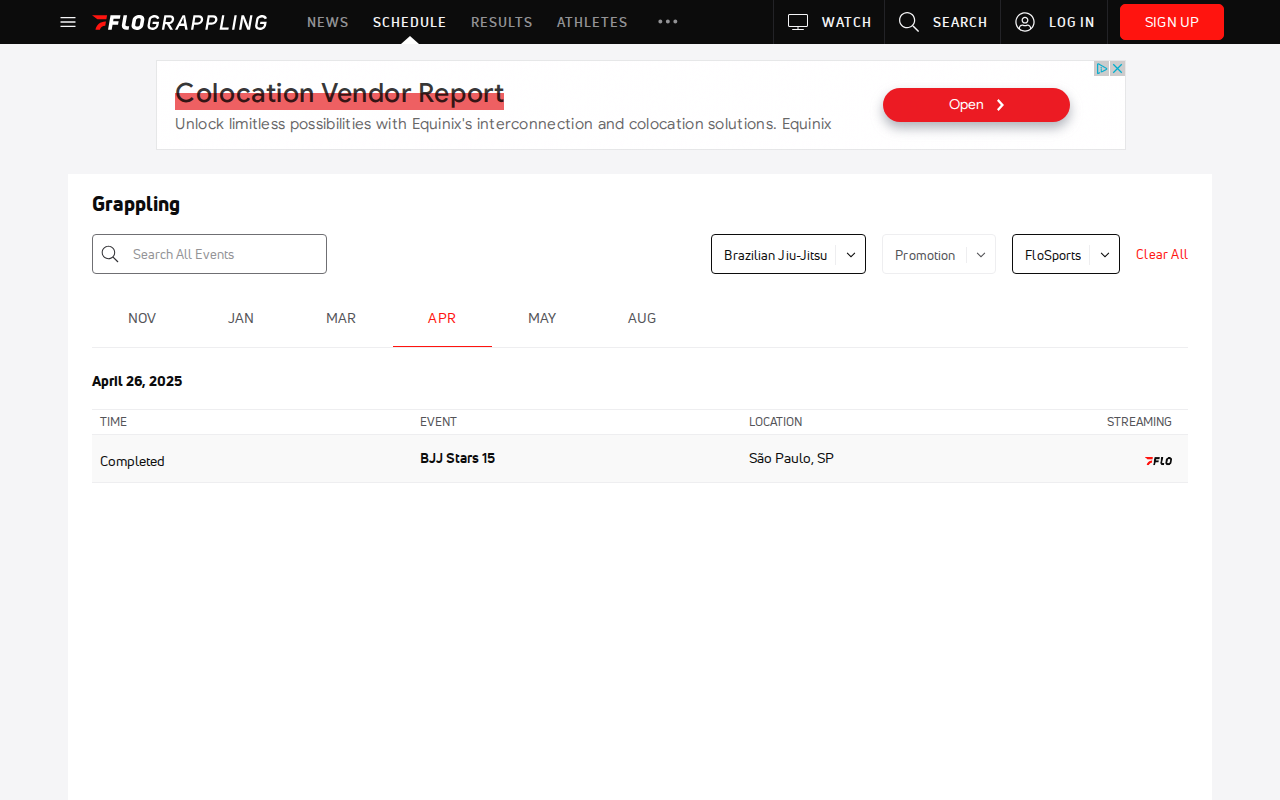 FLOGRAPPLING NEWS SCHEDULE RESULTS ATHLETES WATCH SEARCH LOG IN SIGN UP
Colocation Vendor Report
Unlock limitless possibilities with Equinix's interconnection and colocation solutions. Equinix
Open
Grappling
Search All Events Brazilian Jiu-Jitsu Promotion FloSports Clear All
NOV JAN MAR APR MAY AUG
April 26, 2025
TIME EVENT LOCATION STREAMING
Completed BJJ Stars 15 São Paulo, SP FLO